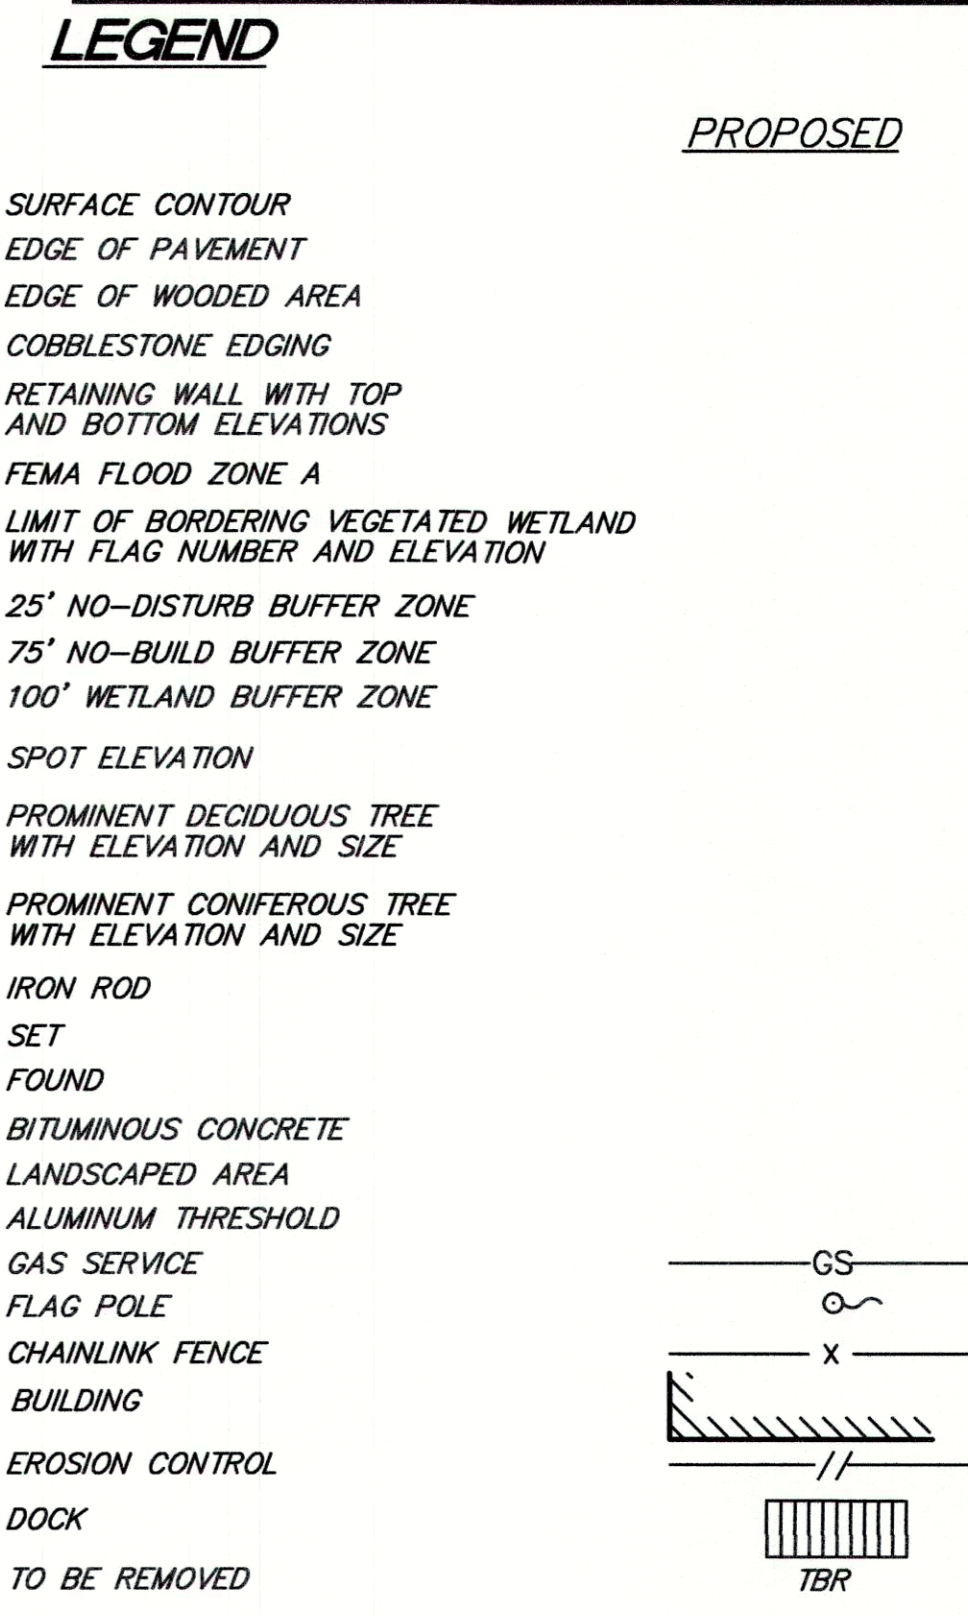 LEGEND
PROPOSED
SURFACE CONTOUR
EDGE OF PAVEMENT
EDGE OF WOODED AREA
COBBLESTONE EDGING
RETAINING WALL WITH TOP
AND BOTTOM ELEVATIONS
FEMA FLOOD ZONE A
LIMIT OF BORDERING VEGETATED WETLAND
WITH FLAG NUMBER AND ELEVATION
25' NO-DISTURB BUFFER ZONE
75' NO-BUILD BUFFER ZONE
100' WETLAND BUFFER ZONE
SPOT ELEVATION
PROMINENT DECIDUOUS TREE
WITH ELEVATION AND SIZE
PROMINENT CONIFEROUS TREE
WITH ELEVATION AND SIZE
IRON ROD
SET
FOUND
BITUMINOUS CONCRETE
LANDSCAPED AREA
ALUMINUM THRESHOLD
GAS SERVICE GS
FLAG POLE
CHAINLINK FENCE X
BUILDING
EROSION CONTROL //
DOCK
TO BE REMOVED TBR